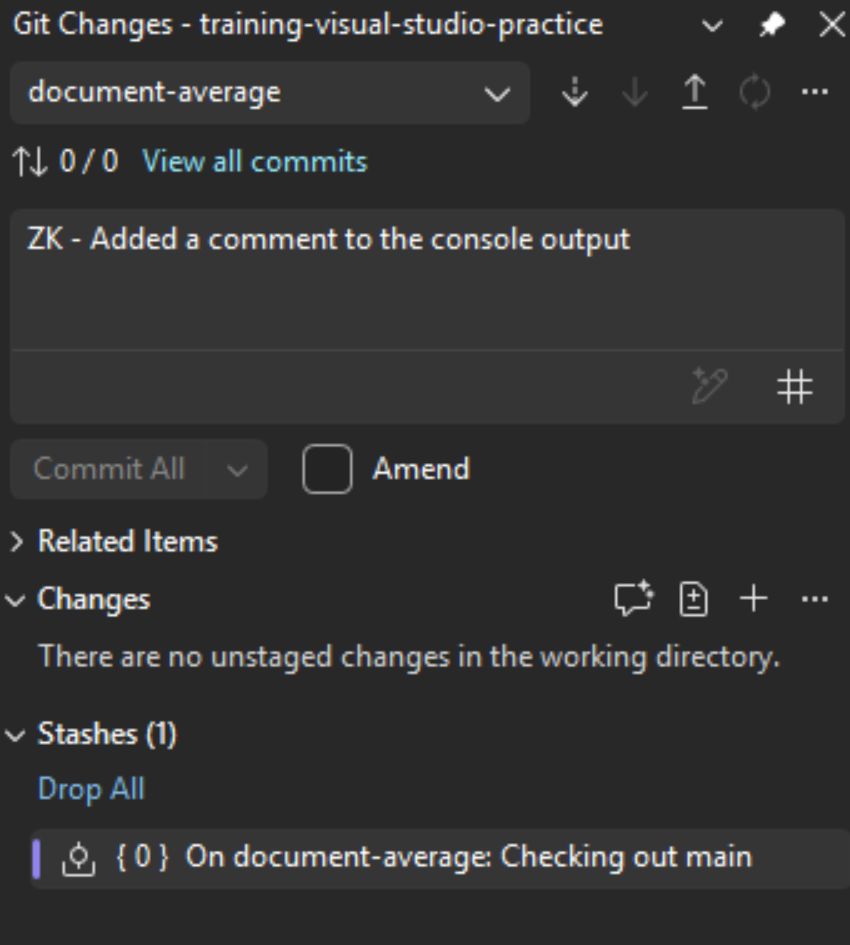 Git Changes - training-visual-studio-practice
document-average
0 / 0 View all commits
ZK - Added a comment to the console output
Commit All Amend
Related Items
Changes
There are no unstaged changes in the working directory.
Stashes (1)
Drop All
{ 0 } On document-average: Checking out main